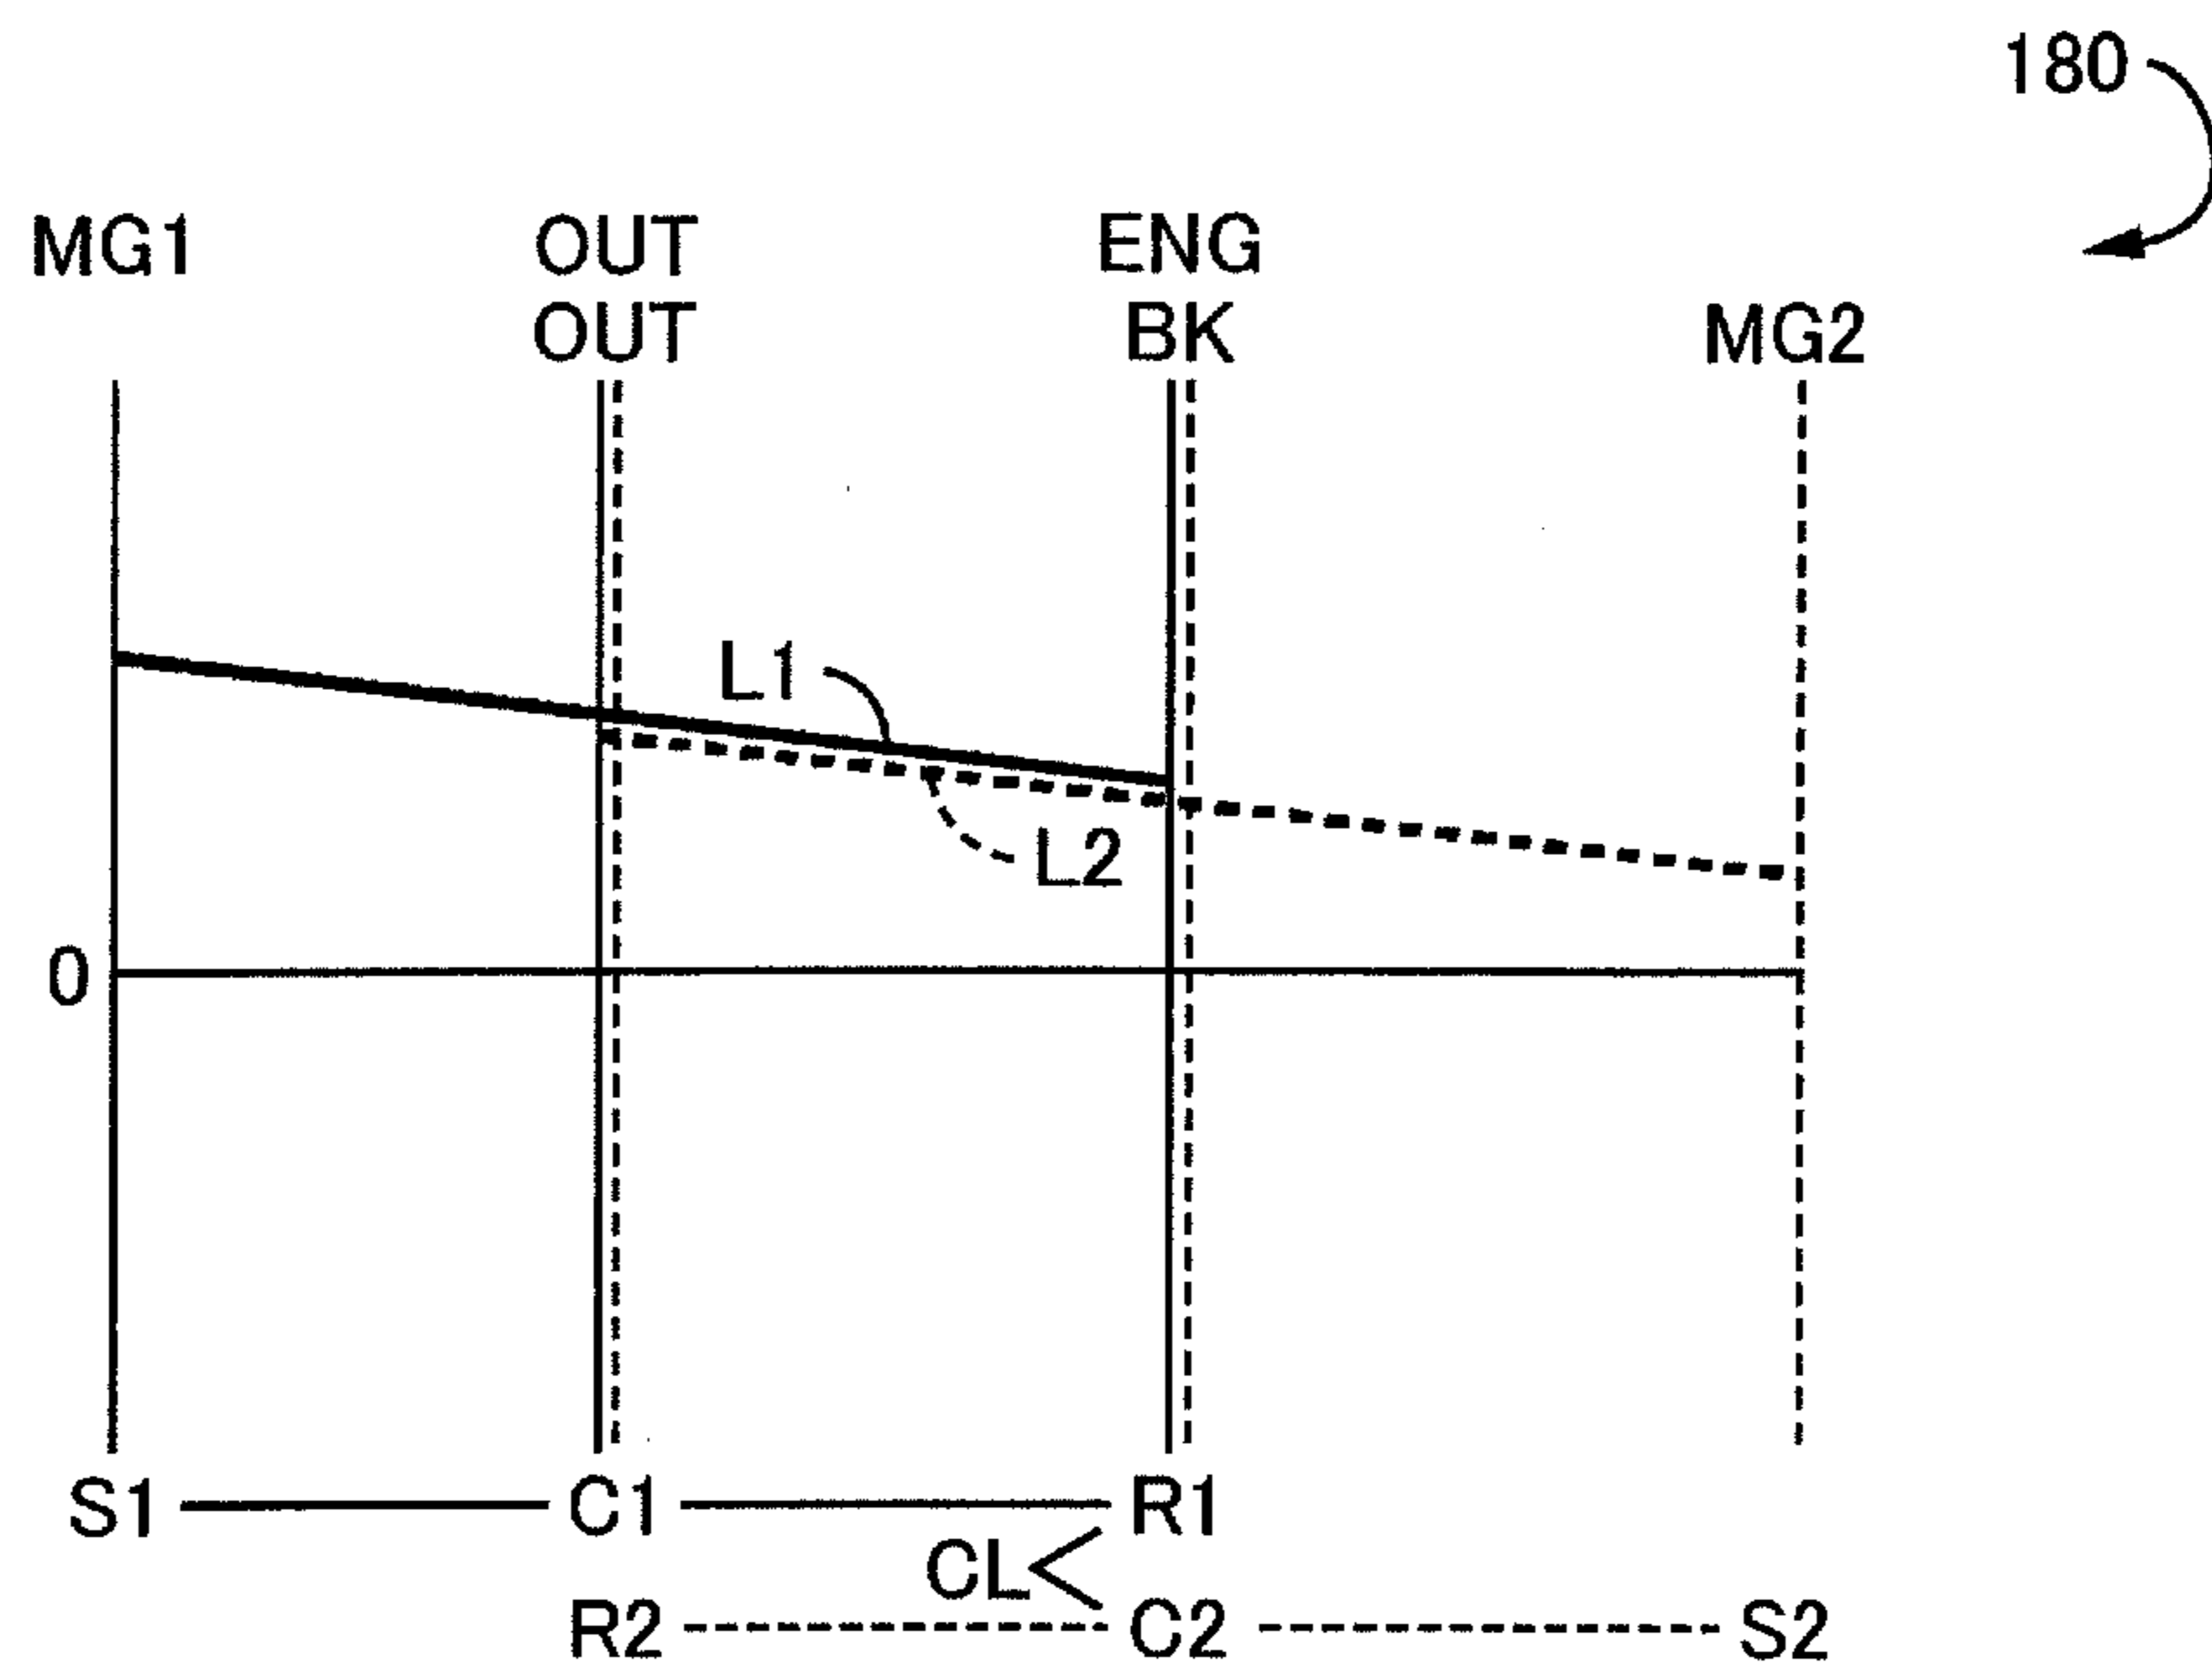 180
MG1 OUT ENG
OUT BK MG2
L1
L2
0
S1 C1 R1
CL
R2 C2 S2